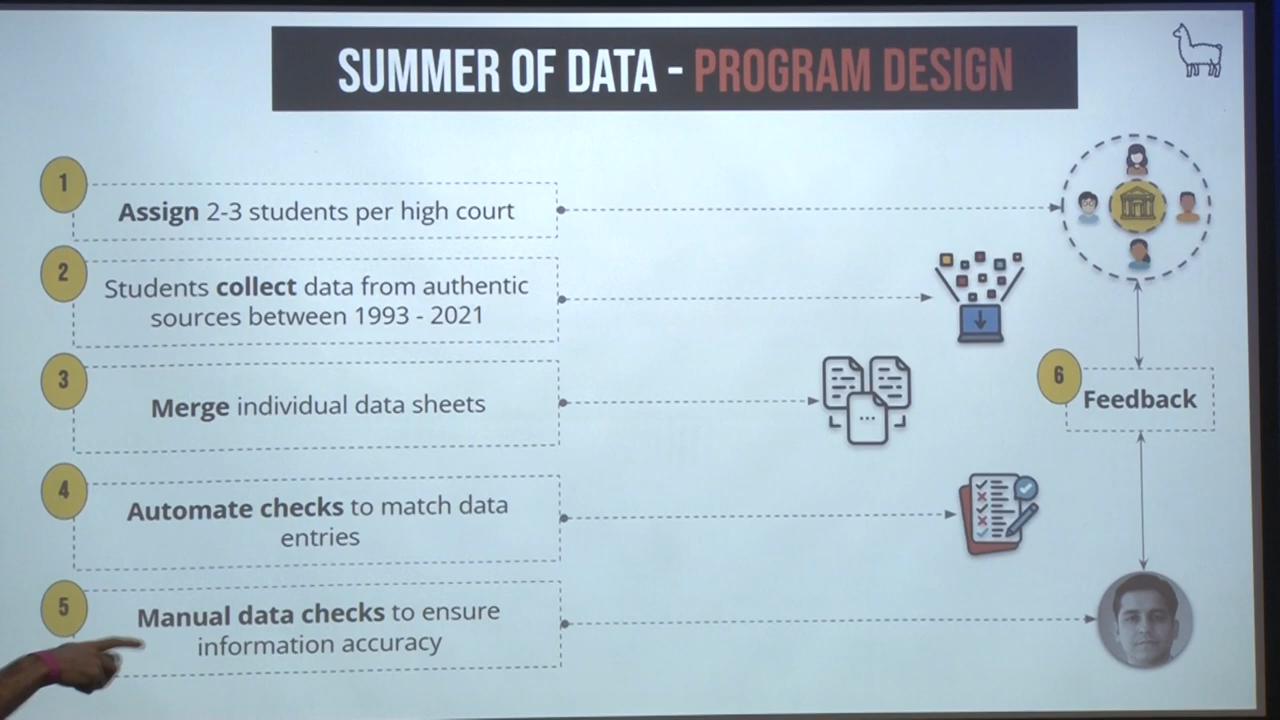 SUMMER OF DATA - PROGRAM DESIGN
1
Assign 2-3 students per high court
2
Students collect data from authentic
sources between 1993 - 2021
3
Merge individual data sheets
4
Automate checks to match data
entries
5
Manual data checks to ensure
information accuracy
6
Feedback